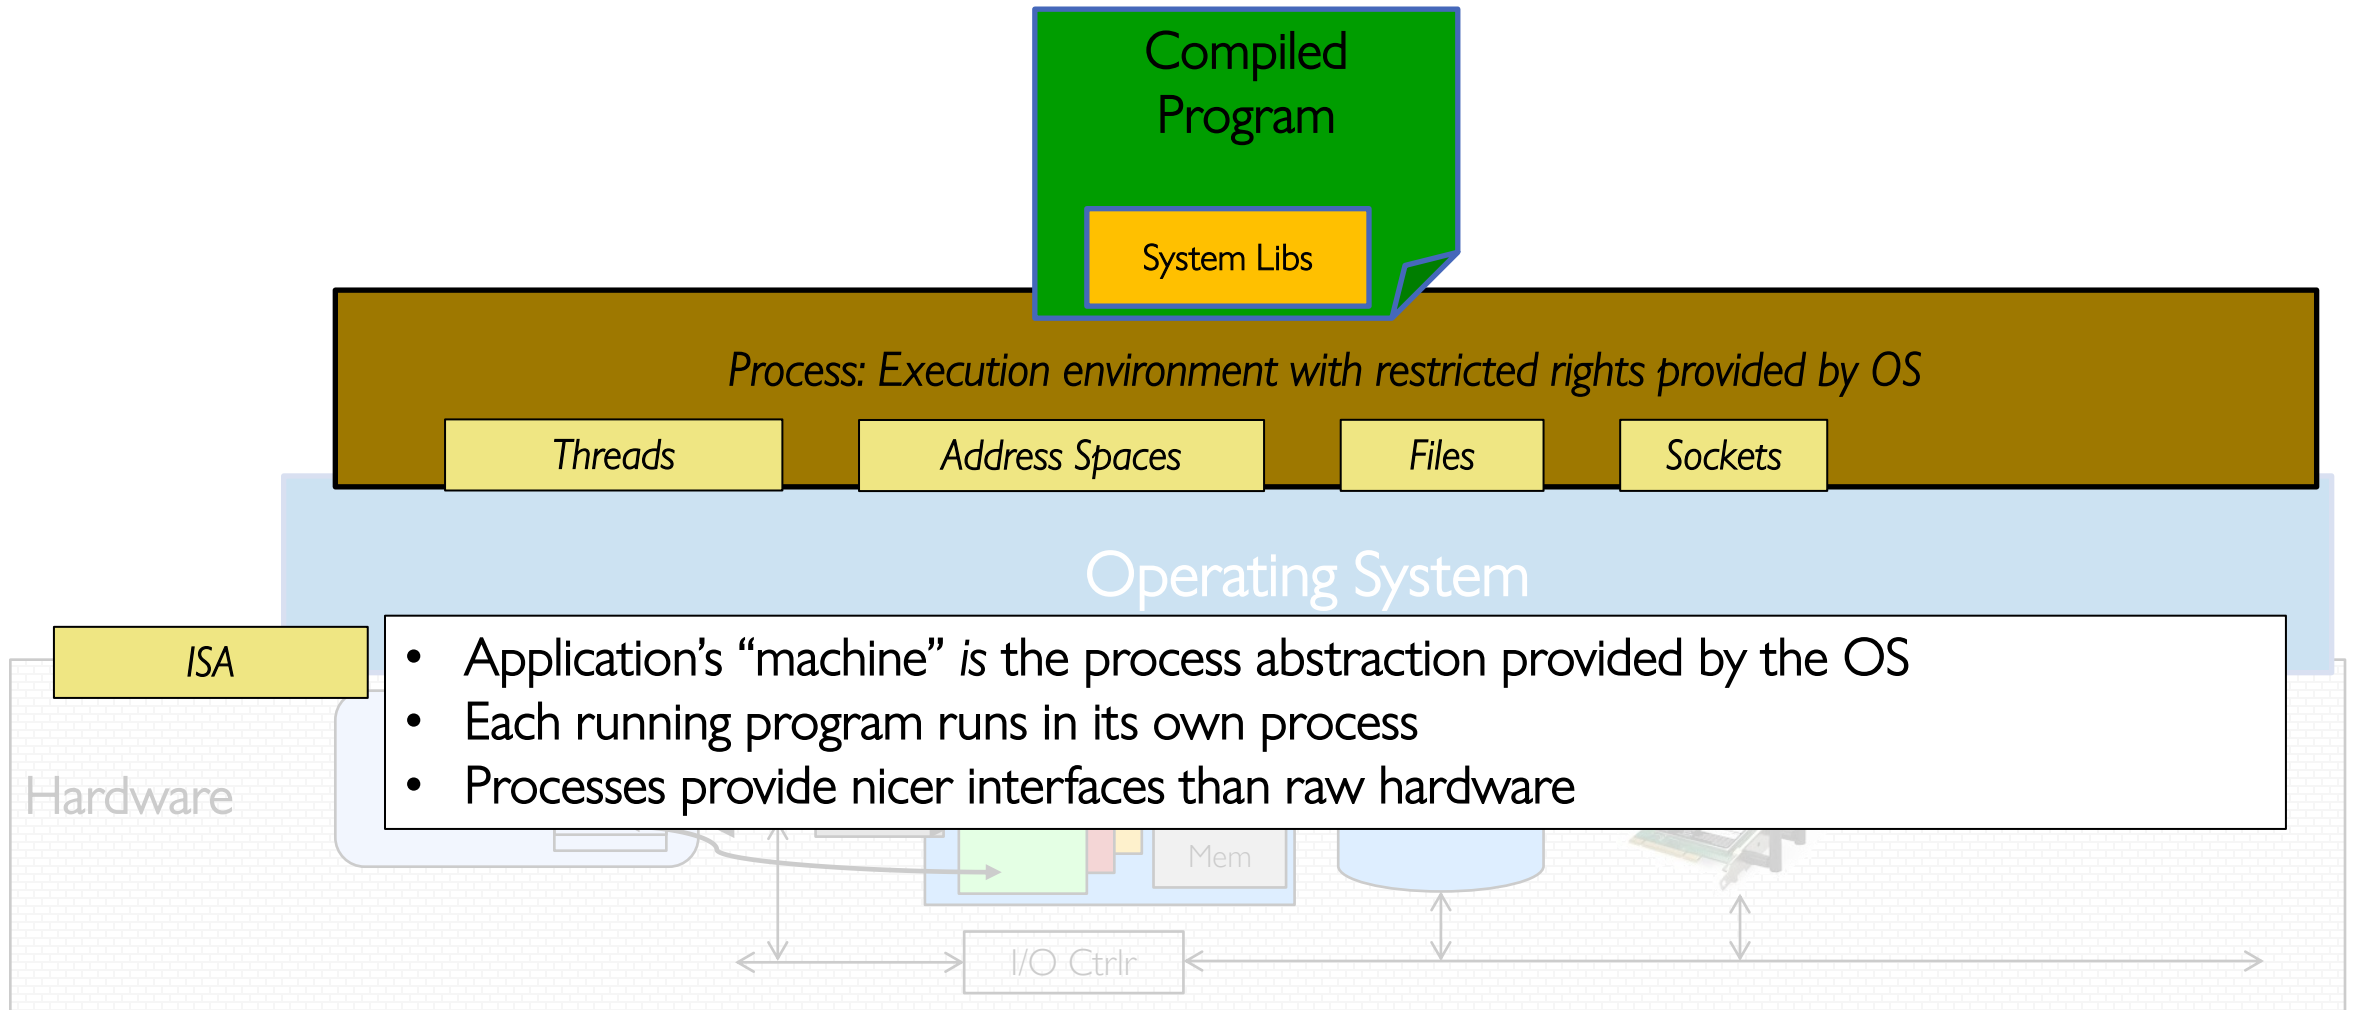 Compiled
Program
System Libs
Process: Execution environment with restricted rights provided by OS
Threads
Address Spaces
Files
Sockets
Operating System
ISA
• Application’s “machine” is the process abstraction provided by the OS
• Each running program runs in its own process
• Processes provide nicer interfaces than raw hardware
Hardware
Mem
I/O Ctrlr